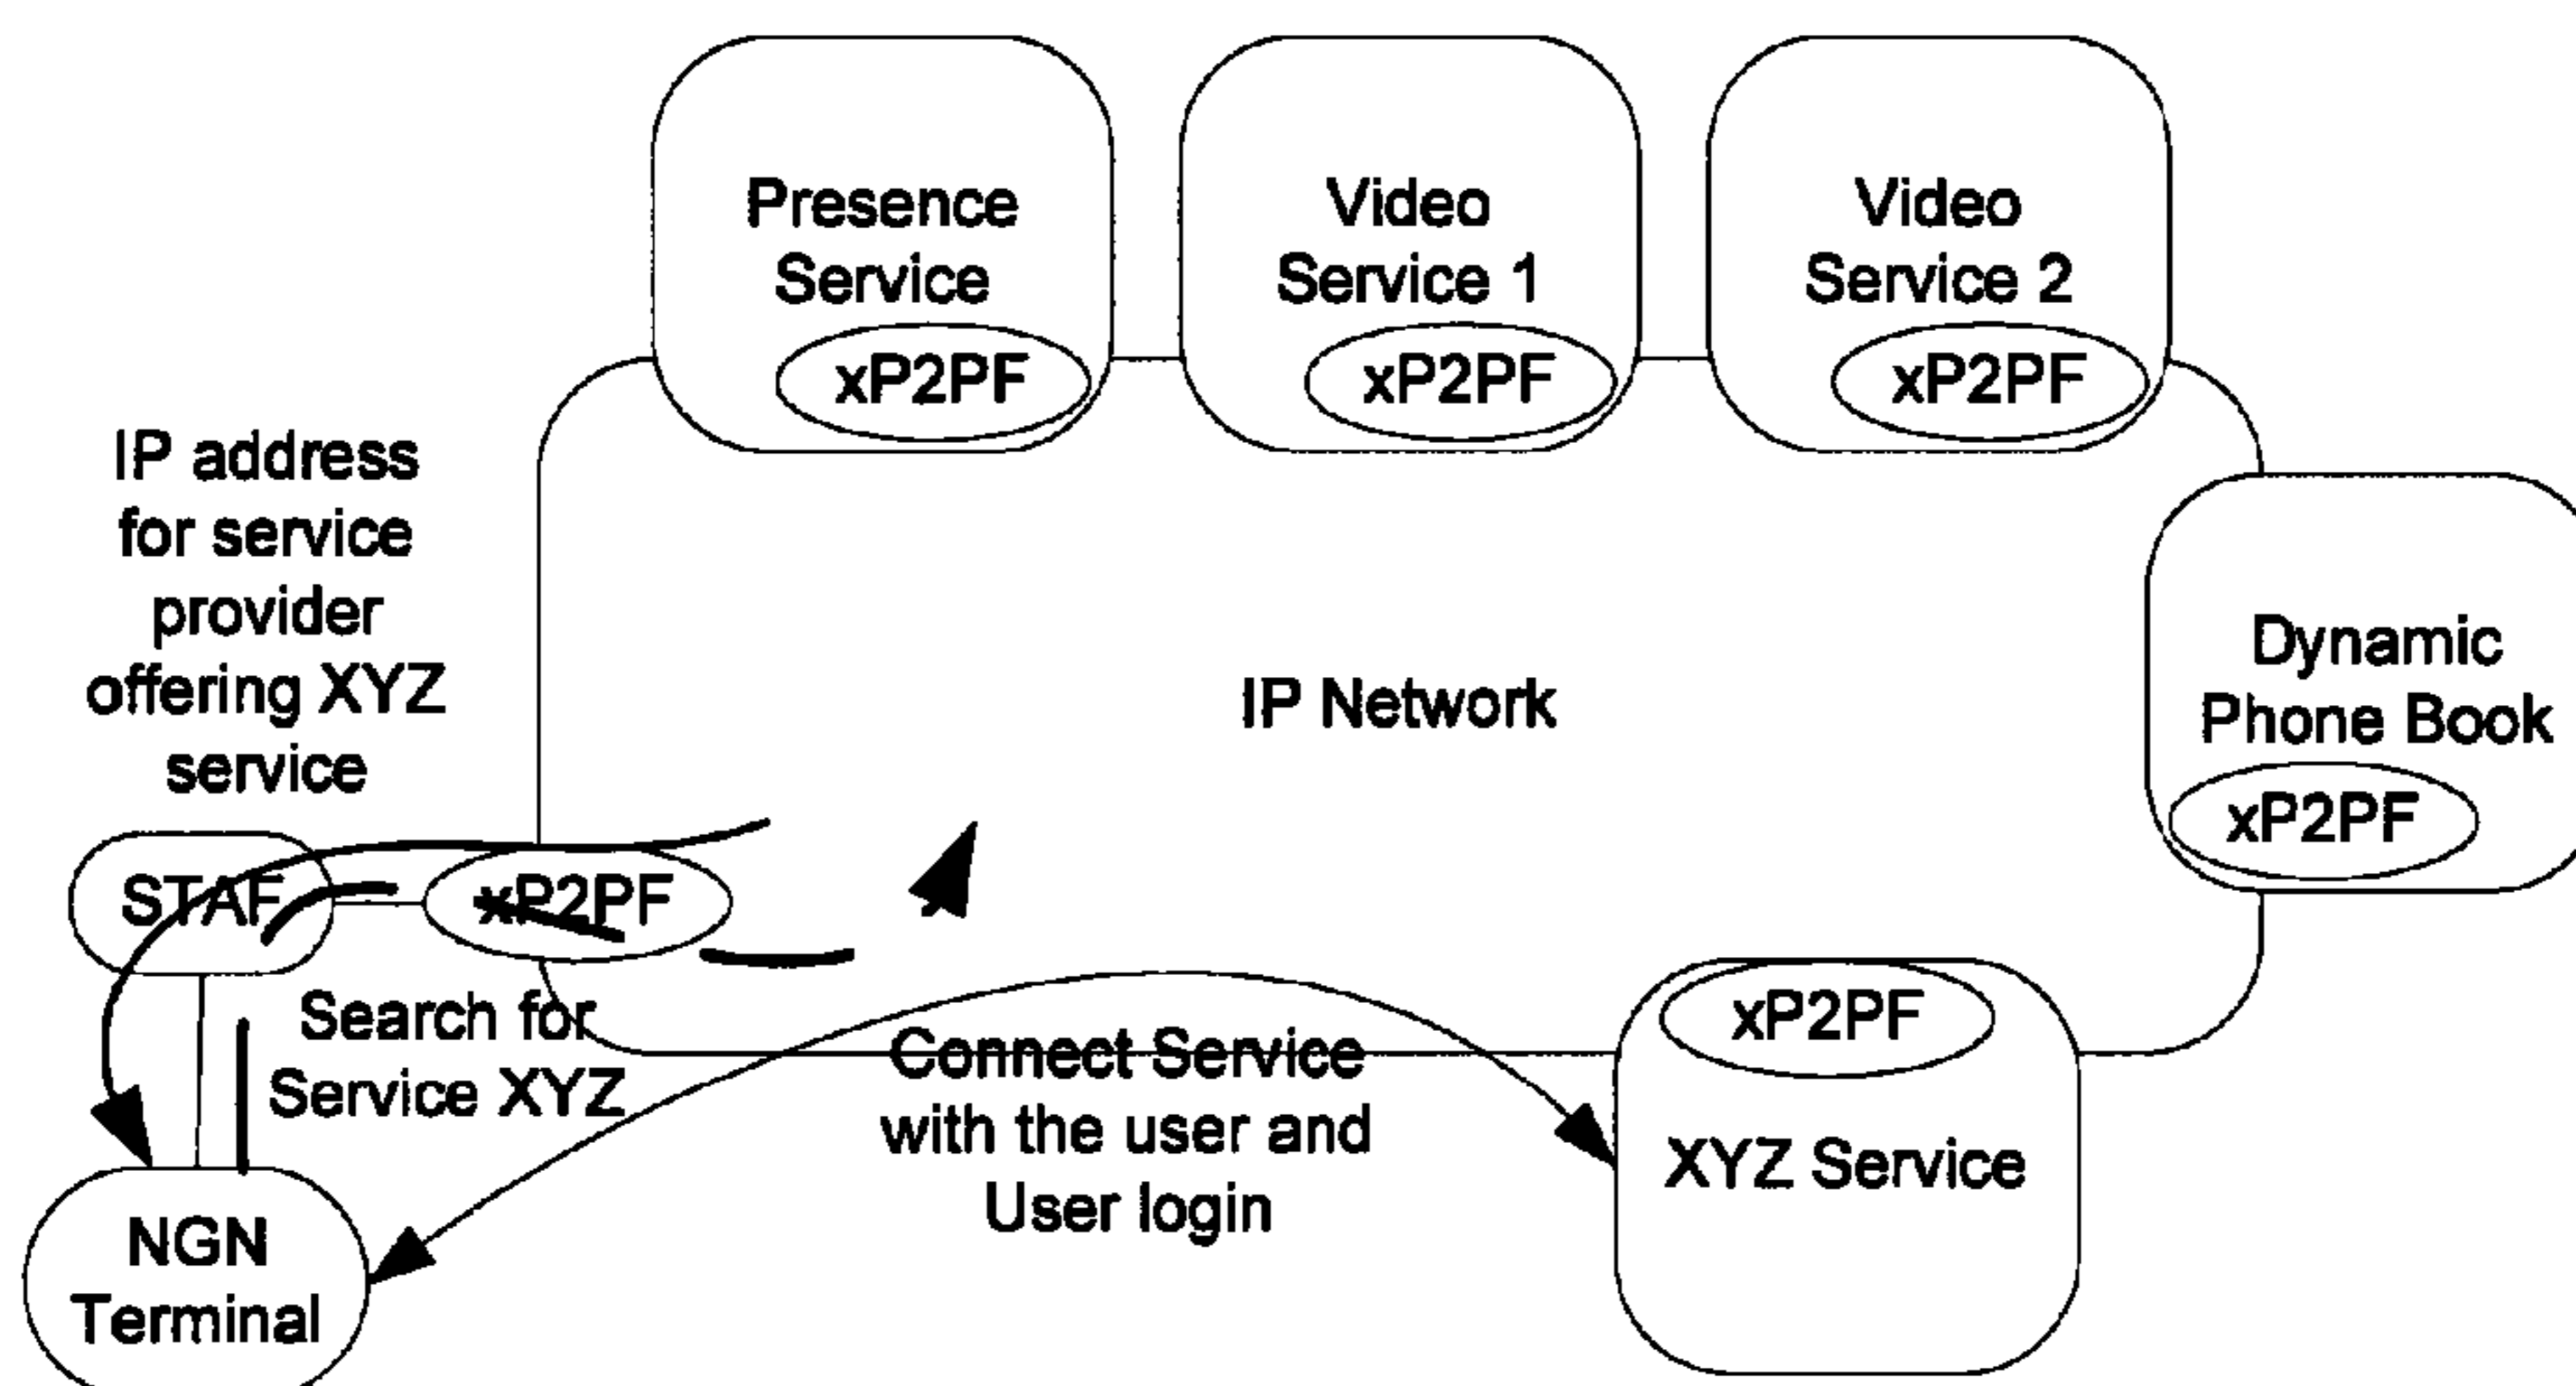 Presence
Service
xP2PF
Video
Service 1
xP2PF
Video
Service 2
xP2PF
IP address
for service
provider
offering XYZ
service
IP Network
Dynamic
Phone Book
xP2PF
STAF
xP2PF
Search for
Service XYZ
Connect Service
with the user and
User login
xP2PF
XYZ Service
NGN
Terminal